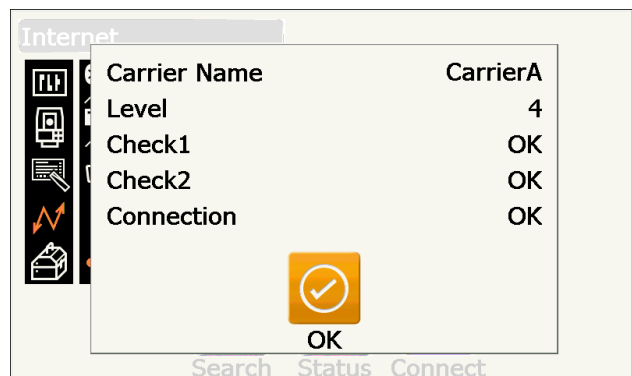 Internet
Carrier Name CarrierA
Level 4
Check1 OK
Check2 OK
Connection OK
OK
Search Status Connect